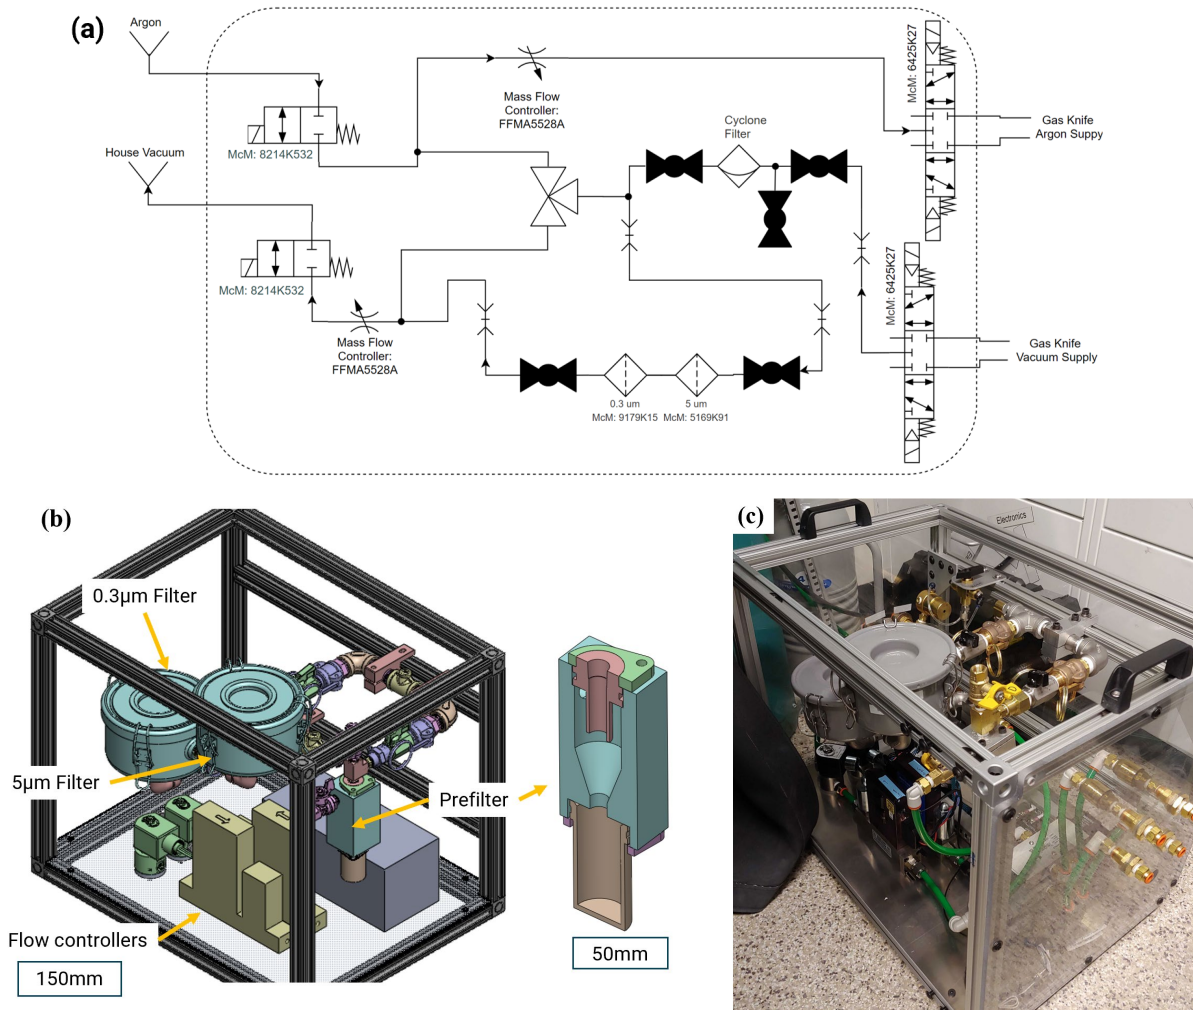 (a)
Argon
McM: 8214K532
House Vacuum
McM: 8214K532
Mass Flow
Controller:
FFMA5528A
Mass Flow
Controller:
FFMA5528A
Cyclone
Filter
0.3 um
McM: 9179K15
5 um
McM: 5169K91
McM: 6425K27
Gas Knife
Argon Suppy
McM: 6425K27
Gas Knife
Vacuum Supply
(b)
0.3µm Filter
5µm Filter
Prefilter
Flow controllers
150mm
50mm
(c)
Electronics